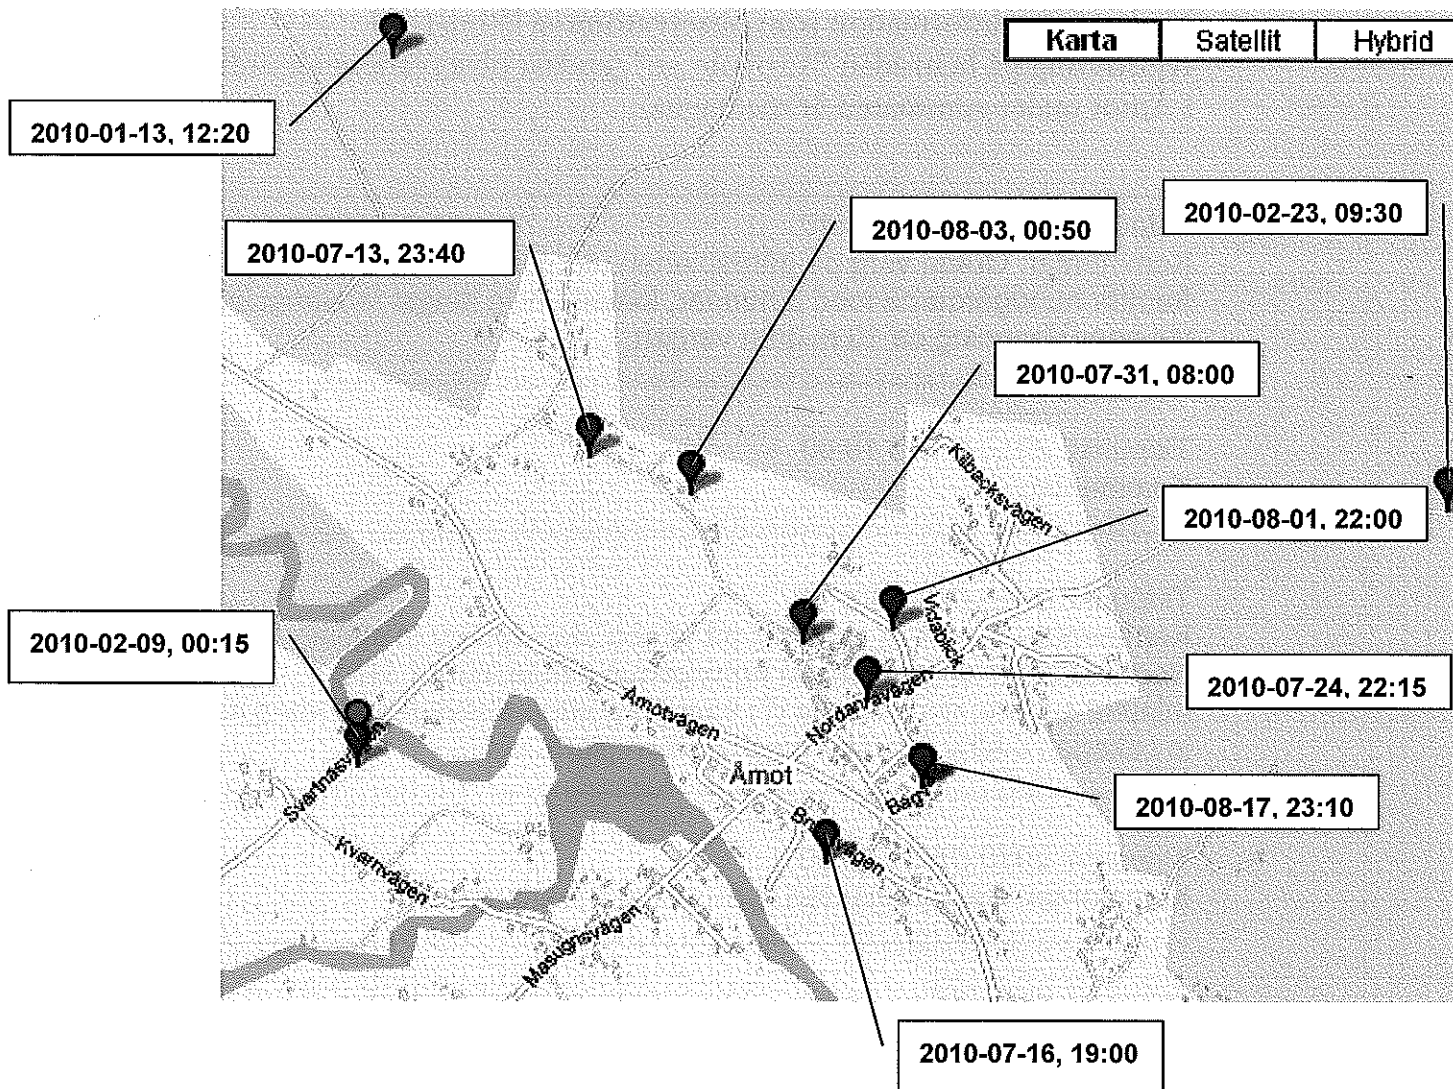 Karta Satellit Hybrid
2010-01-13, 12:20
2010-02-23, 09:30
2010-08-03, 00:50
2010-07-13, 23:40
2010-07-31, 08:00
Kilbacksvägen
2010-08-01, 22:00
Vidablick
2010-02-09, 00:15
2010-07-24, 22:15
Nordanåvägen
Åmotvägen
Åmot
2010-08-17, 23:10
Kvarnvägen
Masugnsvägen
2010-07-16, 19:00